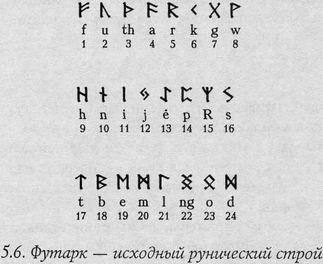 ᚠ ᚢ ᚦ ᚨ ᚱ ᚲ ᚷ ᚹ
f u th a r k g w
1 2 3 4 5 6 7 8
ᚺ ᚾ ᛁ ᛃ ᛇ ᛈ ᛉ ᛊ
h n i j ė p R s
9 10 11 12 13 14 15 16
ᛏ ᛒ ᛖ ᛗ ᛚ ᛜ ᛟ ᛞ
t b e m l ng o d
17 18 19 20 21 22 23 24
5.6. Футарк — исходный рунический строй